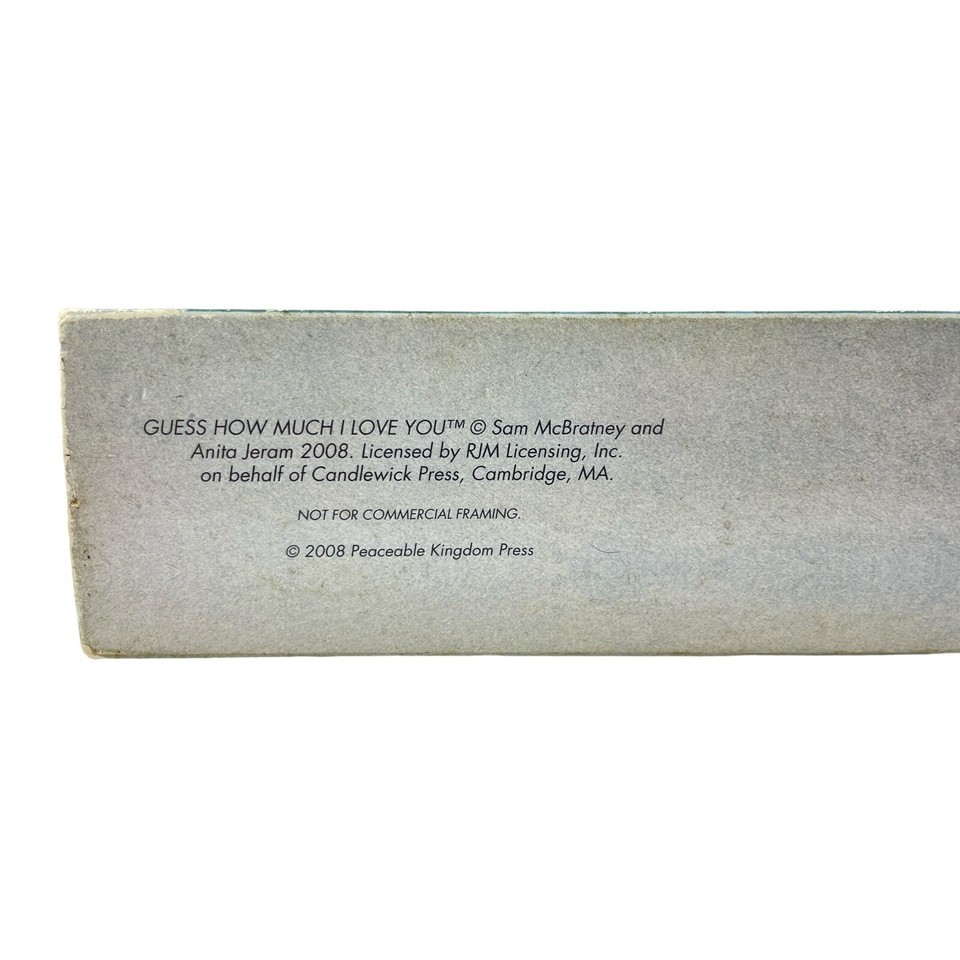 GUESS HOW MUCH I LOVE YOU™ © Sam McBratney and
Anita Jeram 2008. Licensed by RJM Licensing, Inc.
on behalf of Candlewick Press, Cambridge, MA.
NOT FOR COMMERCIAL FRAMING.
© 2008 Peaceable Kingdom Press